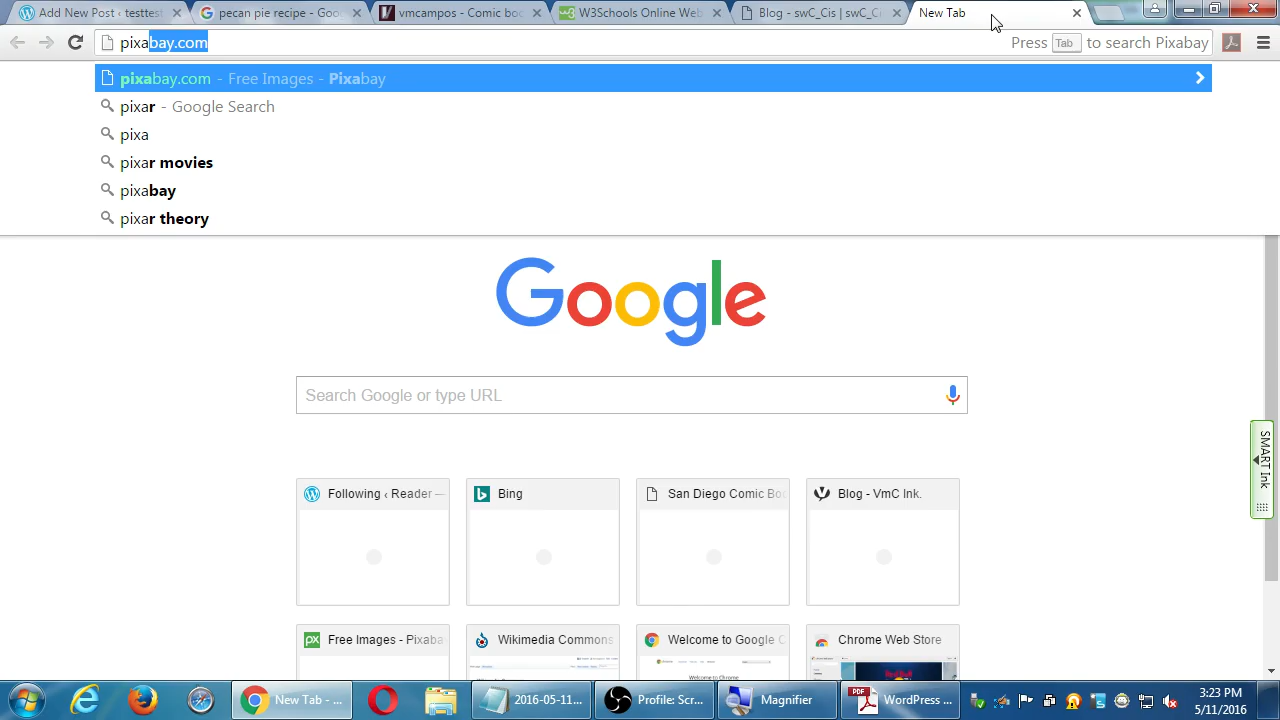 Add New Post ‹ testtest
pecan pie recipe - Goo
vmcampos - Comic boo
W3Schools Online Web
Blog - swC_Cis | swC_Ci
New Tab
pixabay.com
Press Tab to search Pixabay
pixabay.com - Free Images - Pixabay
pixar - Google Search
pixa
pixar movies
pixabay
pixar theory
Google
Search Google or type URL
SMART Ink
Following ‹ Reader —
Bing
San Diego Comic Bo
Blog - VmC Ink.
Free Images - Pixaba
Wikimedia Commons
Welcome to Google C
Chrome Web Store
New Tab - ...
2016-05-11...
Profile: Scr...
Magnifier
WordPress ...
3:23 PM
5/11/2016